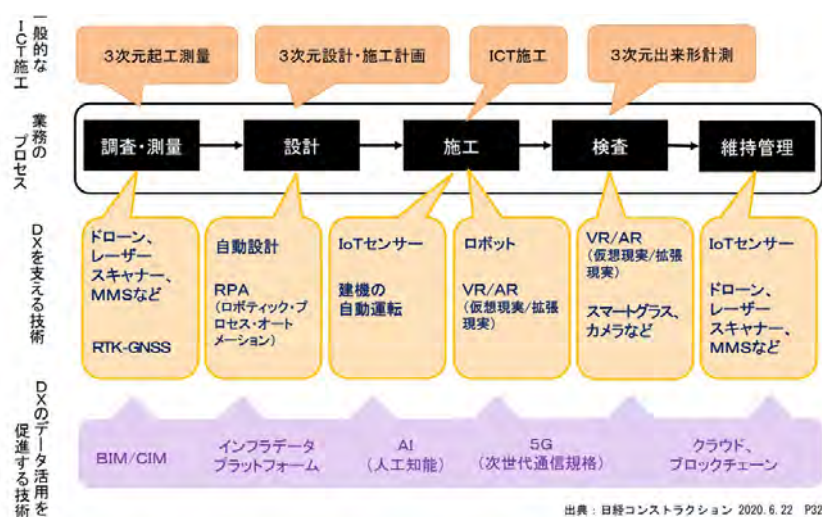 一般的な
ICT施工
3次元起工測量
3次元設計・施工計画
ICT施工
3次元出来形計測
業務の
プロセス
調査・測量
設計
施工
検査
維持管理
DXを支える技術
ドローン、
レーザー
スキャナー、
MMSなど
RTK-GNSS
自動設計
RPA
(ロボティック・プ
ロセス・オート
メーション)
IoTセンサー
建機の
自動運転
ロボット
VR/AR
(仮想現実/拡張
現実)
VR/AR
(仮想現実/拡張
現実)
スマートグラス、
カメラなど
IoTセンサー
ドローン、
レーザー
スキャナー、
MMSなど
DXのデータ活用を
促進する技術
BIM/CIM
インフラデータ
プラットフォーム
AI
(人工知能)
5G
(次世代通信規格)
クラウド、
ブロックチェーン
出典:日経コンストラクション 2020.6.22 P32